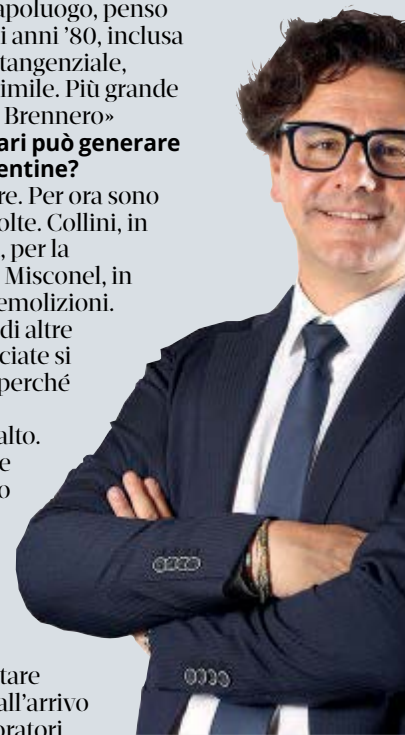 apoluogo, penso
i anni ’80, inclusa
tangenziale,
imile. Più grande
Brennero»
ari può generare
entine?
re. Per ora sono
olte. Collini, in
, per la
Misconel, in
emolizioni.
di altre
ciate si
perché
alto.
e
o
tare
all’arrivo
oratori